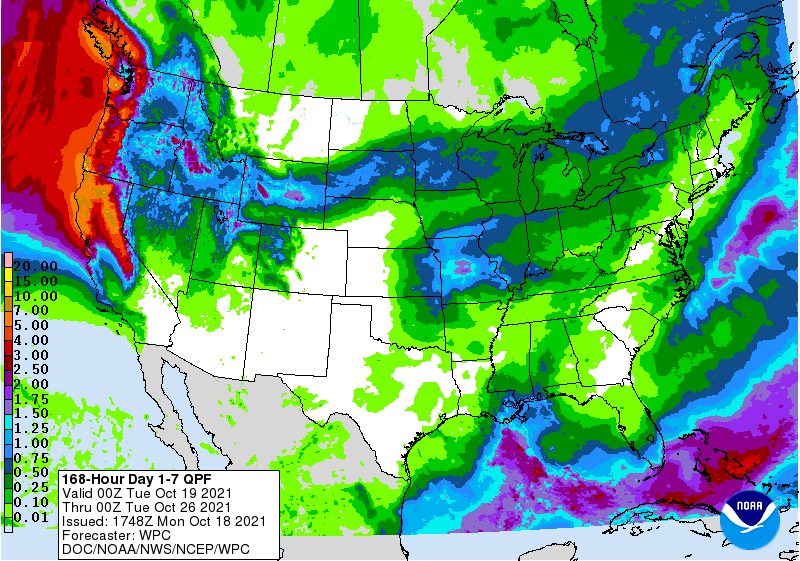 20.00
15.00
10.00
7.00
5.00
4.00
3.00
2.50
2.00
1.75
1.50
1.25
1.00
0.75
0.50
0.25
0.10
0.01
168-Hour Day 1-7 QPF
Valid 00Z Tue Oct 19 2021
Thru 00Z Tue Oct 26 2021
Issued: 1748Z Mon Oct 18 2021
Forecaster: WPC
DOC/NOAA/NWS/NCEP/WPC
NOAA